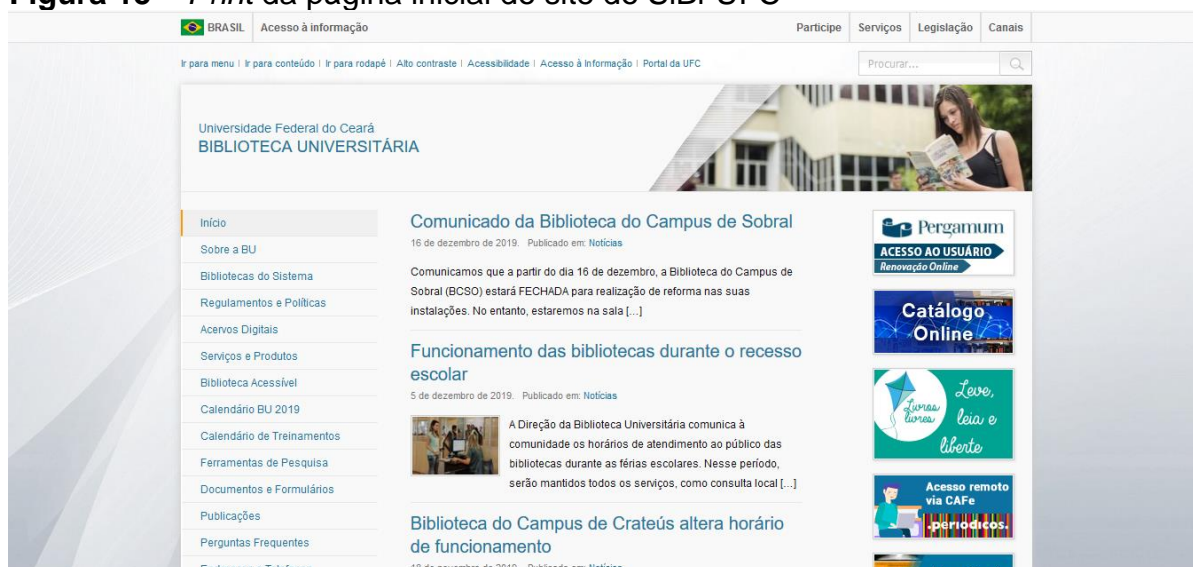 Print da página inicial do site do SIBi-UFC
BRASIL Acesso à informação Participe Serviços Legislação Canais
Ir para menu | Ir para conteúdo | Ir para rodapé | Alto contraste | Acessibilidade | Acesso à Informação | Portal da UFC
Procurar...
Universidade Federal do Ceará
BIBLIOTECA UNIVERSITÁRIA
Início
Sobre a BU
Bibliotecas do Sistema
Regulamentos e Políticas
Acervos Digitais
Serviços e Produtos
Biblioteca Acessível
Calendário BU 2019
Calendário de Treinamentos
Ferramentas de Pesquisa
Documentos e Formulários
Publicações
Perguntas Frequentes
Comunicado da Biblioteca do Campus de Sobral
16 de dezembro de 2019. Publicado em: Notícias
Comunicamos que a partir do dia 16 de dezembro, a Biblioteca do Campus de
Sobral (BCSO) estará FECHADA para realização de reforma nas suas
instalações. No entanto, estaremos na sala [...]
Funcionamento das bibliotecas durante o recesso
escolar
5 de dezembro de 2019. Publicado em: Notícias
A Direção da Biblioteca Universitária comunica à
comunidade os horários de atendimento ao público das
bibliotecas durante as férias escolares. Nesse período,
serão mantidos todos os serviços, como consulta local [...]
Biblioteca do Campus de Crateús altera horário
de funcionamento
Pergamum
ACESSO AO USUÁRIO
Renovação Online
Catálogo
Online
Livros
livres
Leve,
leia e
liberte
Acesso remoto
via CAFe
.periodicos.